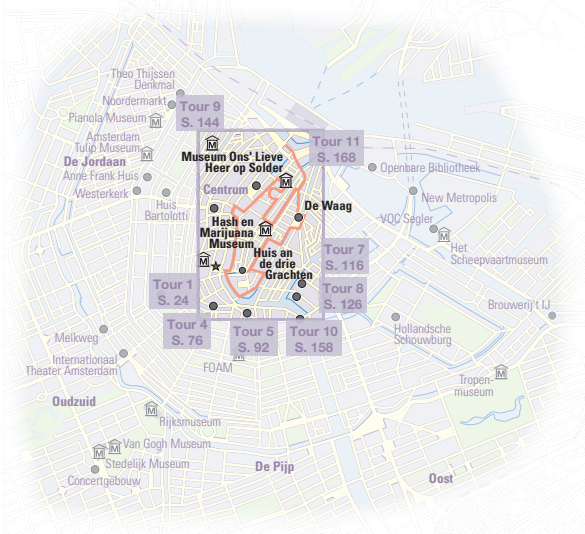 Theo Thijssen
Denkmal
Noordermarkt
Tour 9
S. 144
Pianola Museum
Amsterdam
Tulip Museum
Tour 11
S. 168
De Jordaan
Museum Ons' Lieve
Heer op Solder
Openbare Bibliotheek
Anne Frank Huis
Westerkerk
Centrum
New Metropolis
Huis
Bartolotti
De Waag
VOC Segler
Hash en
Marijuana
Museum
Het
Scheepvaartmuseum
Huis an
de drie
Grachten
Tour 7
S. 116
Tour 1
S. 24
Tour 8
S. 126
Brouwerij 't IJ
Tour 4
S. 76
Tour 5
S. 92
Tour 10
S. 158
Hollandsche
Schouwburg
Melkweg
Internationaal
Theater Amsterdam
FOAM
Tropen-
museum
Oudzuid
Rijksmuseum
Van Gogh Museum
Stedelijk Museum
Concertgebouw
De Pijp
Oost